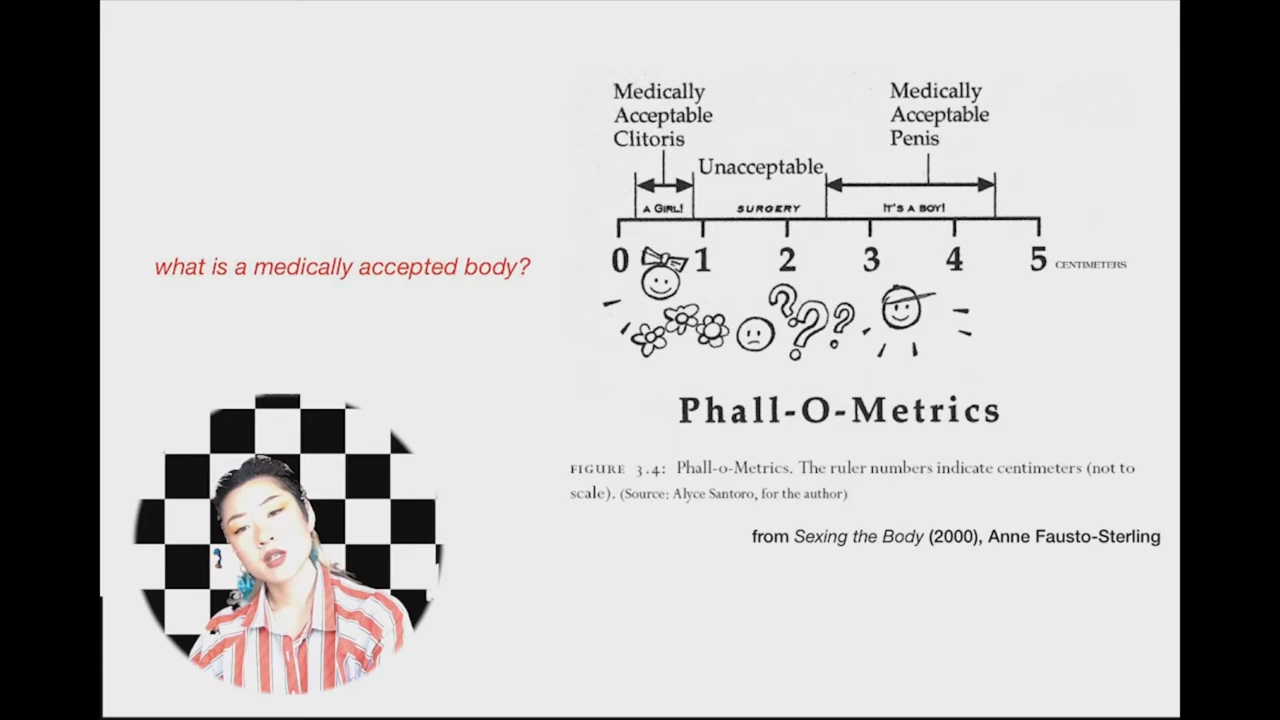 what is a medically accepted body?
Medically
Acceptable
Clitoris
Medically
Acceptable
Penis
Unacceptable
A GIRL!
SURGERY
IT'S A BOY!
0 1 2 3 4 5 CENTIMETERS
? ? ?
Phall-O-Metrics
FIGURE 3.4: Phall-o-Metrics. The ruler numbers indicate centimeters (not to
scale). (Source: Alyce Santoro, for the author)
from Sexing the Body (2000), Anne Fausto-Sterling